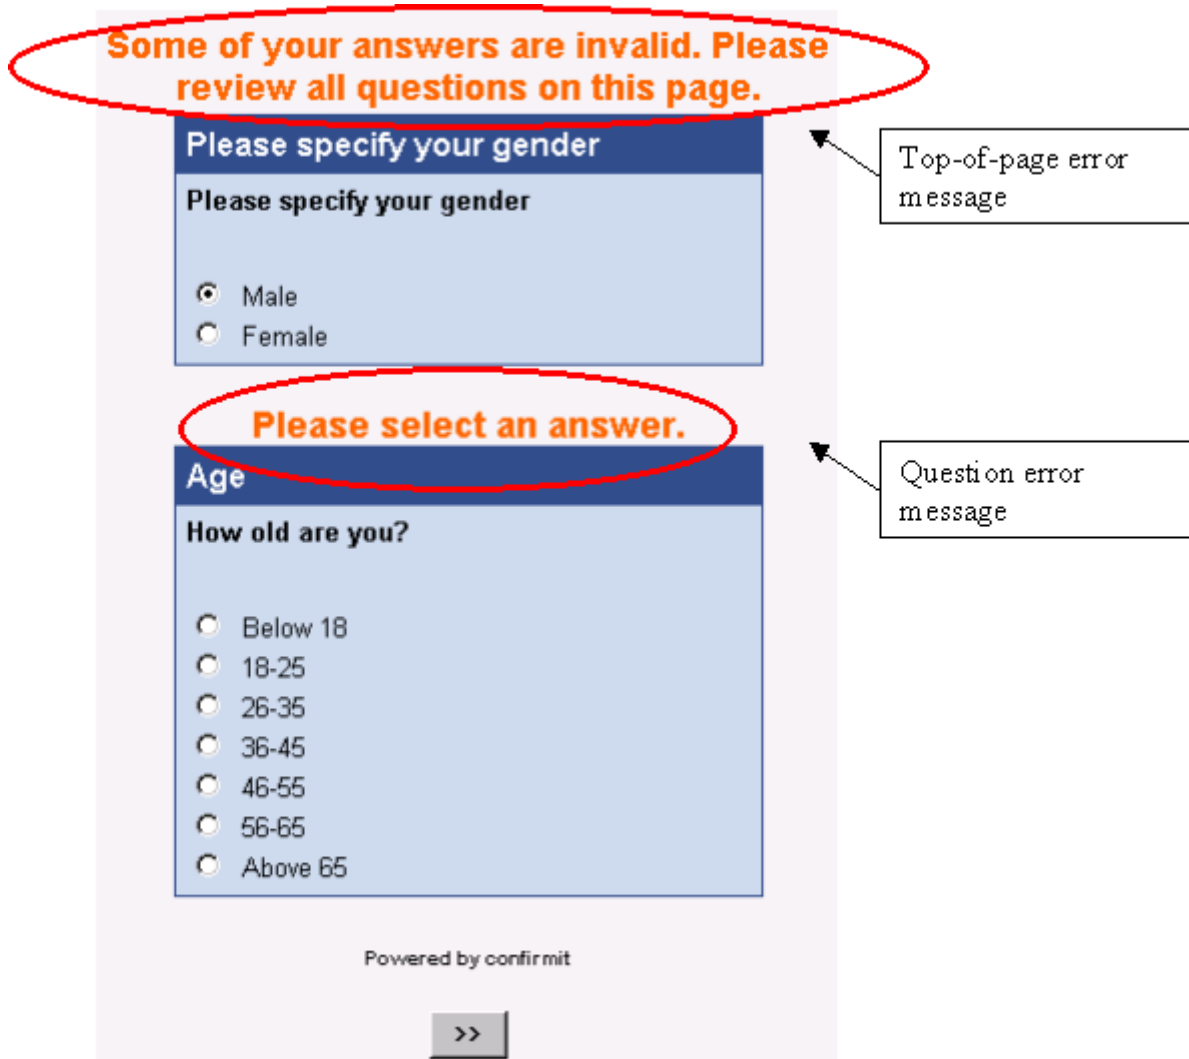 Some of your answers are invalid. Please
review all questions on this page.
Please specify your gender
Top-of-page error
message
Please specify your gender
Male
Female
Please select an answer.
Age
Question error
message
How old are you?
Below 18
18-25
26-35
36-45
46-55
56-65
Above 65
Powered by confirmit
>>